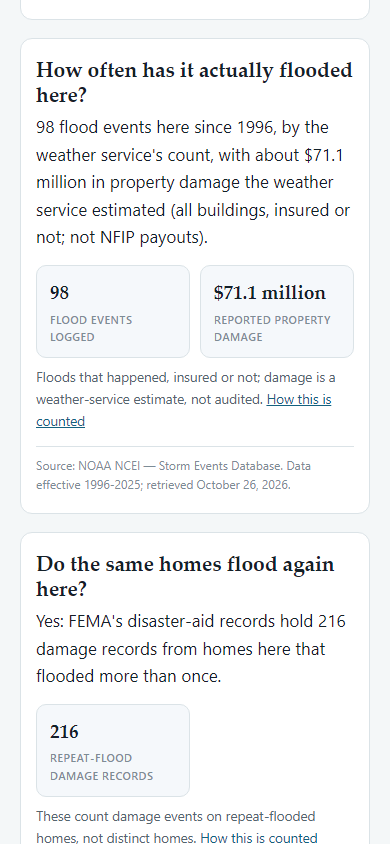 How often has it actually flooded
here?
98 flood events here since 1996, by the
weather service's count, with about $71.1
million in property damage the weather
service estimated (all buildings, insured or
not; not NFIP payouts).
98
FLOOD EVENTS
LOGGED
$71.1 million
REPORTED PROPERTY
DAMAGE
Floods that happened, insured or not; damage is a
weather-service estimate, not audited. How this is
counted
Source: NOAA NCEI — Storm Events Database. Data
effective 1996-2025; retrieved October 26, 2026.
Do the same homes flood again
here?
Yes: FEMA's disaster-aid records hold 216
damage records from homes here that
flooded more than once.
216
REPEAT-FLOOD
DAMAGE RECORDS
These count damage events on repeat-flooded
homes, not distinct homes. How this is counted